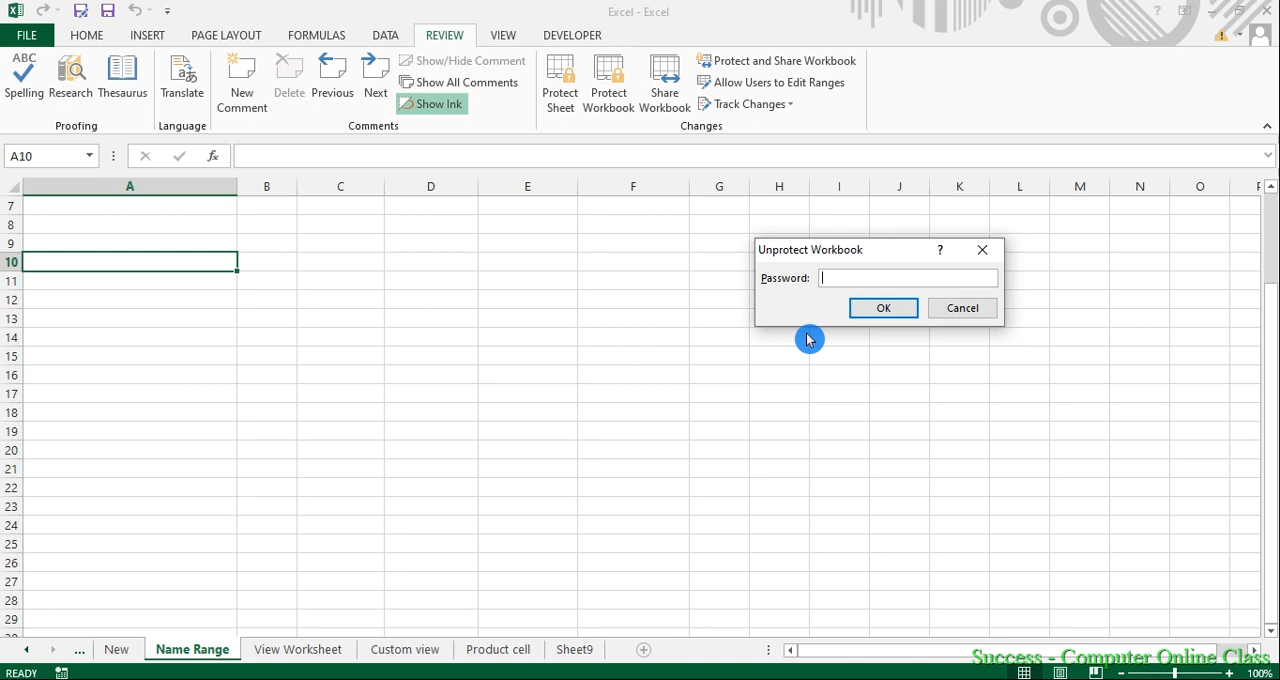 Excel - Excel
FILE HOME INSERT PAGE LAYOUT FORMULAS DATA REVIEW VIEW DEVELOPER
ABC
Spelling Research Thesaurus
Proofing
Translate
Language
New Comment
Delete
Previous
Next
Show/Hide Comment
Show All Comments
Show Ink
Comments
Protect Sheet
Protect Workbook
Share Workbook
Protect and Share Workbook
Allow Users to Edit Ranges
Track Changes
Changes
A10
fx
A B C D E F G H I J K L M N O
7
8
9
10
11
12
13
14
15
16
17
18
19
20
21
22
23
24
25
26
27
28
29
Unprotect Workbook ?
Password:
OK Cancel
... New Name Range View Worksheet Custom view Product cell Sheet9
Success - Computer Online Class
READY
100%